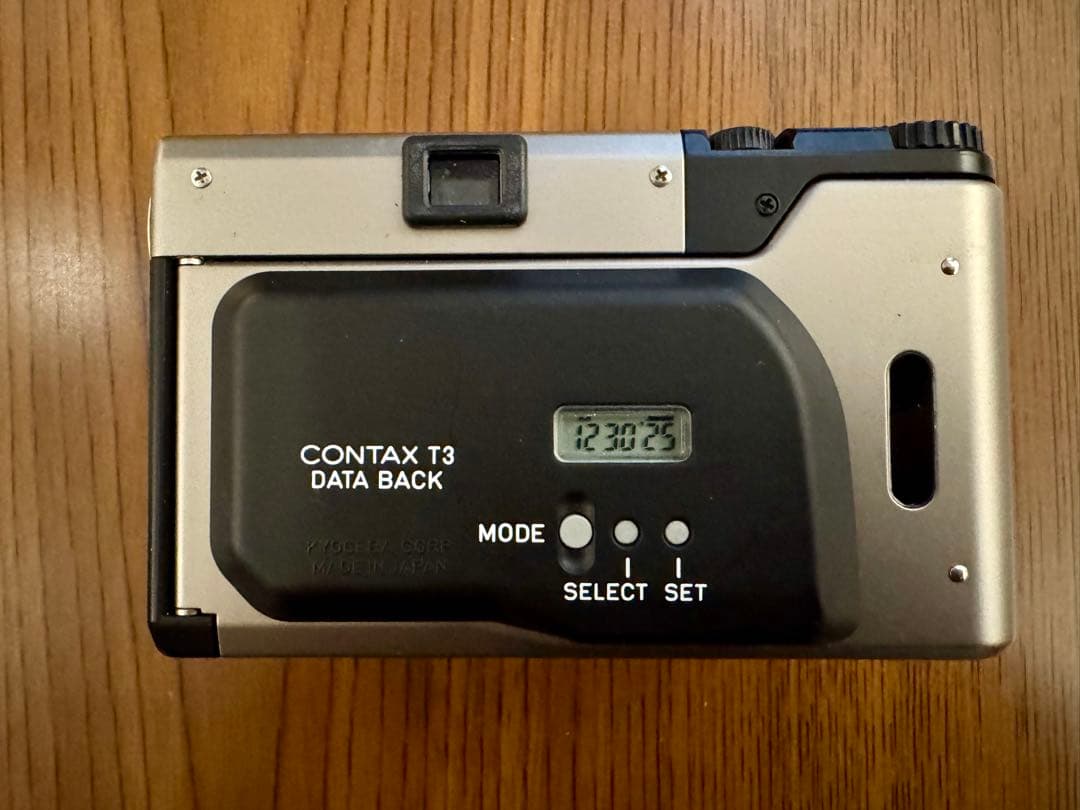 12 30 '25
CONTAX T3
DATA BACK
MODE
SELECT SET
KYOCERA CORP.
MADE IN JAPAN